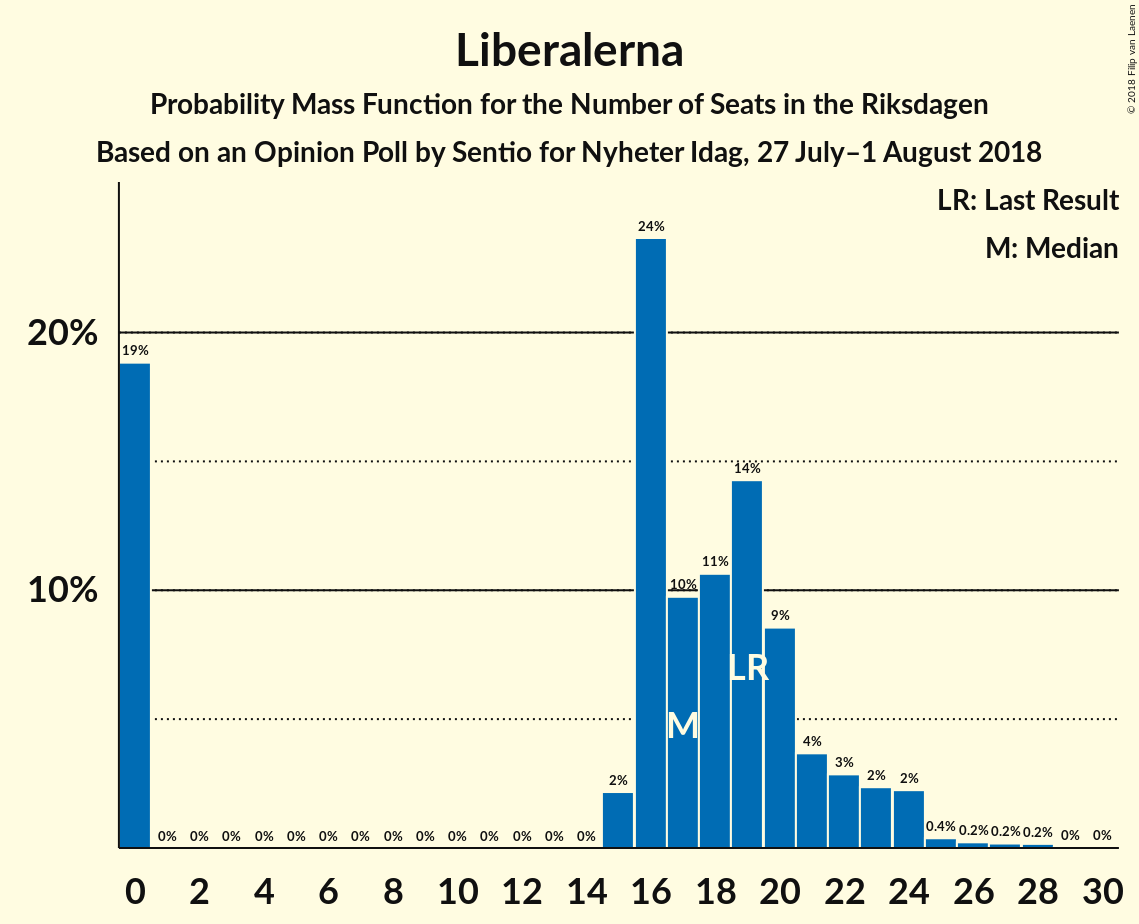 Liberalerna
Probability Mass Function for the Number of Seats in the Riksdagen
Based on an Opinion Poll by Sentio for Nyheter Idag, 27 July–1 August 2018
© 2018 Filip van Laenen
LR: Last Result
M: Median
24%
20%
19%
14%
11%
10%
10%
9%
LR
M
4%
3%
2%
2%
2%
0% 0% 0% 0% 0% 0% 0% 0% 0% 0% 0% 0% 0% 0% 0.4% 0.2% 0.2% 0.2% 0% 0%
0 2 4 6 8 10 12 14 16 18 20 22 24 26 28 30